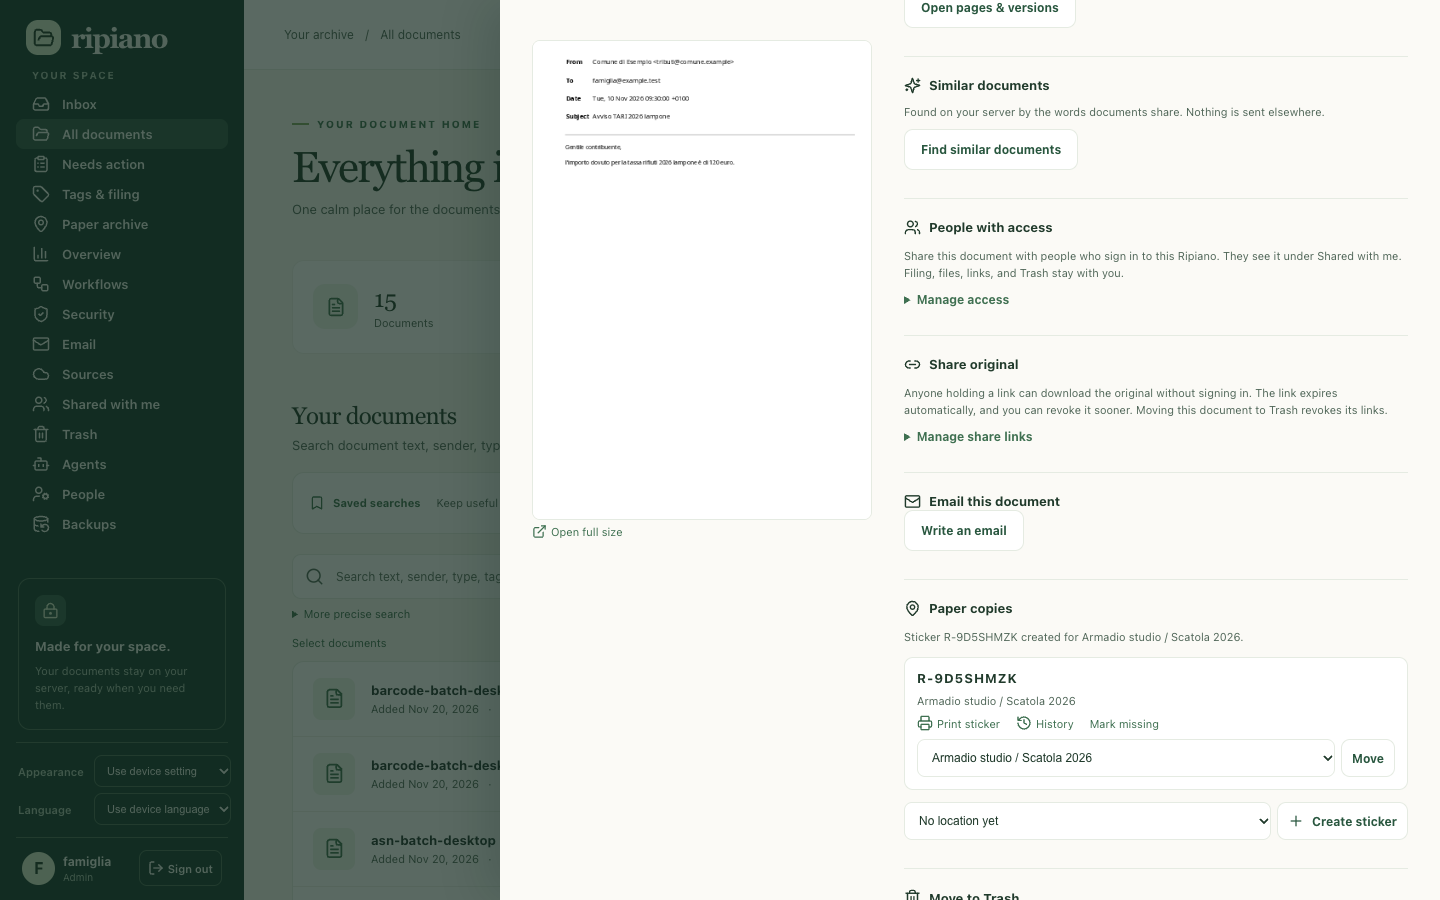 ripiano
YOUR SPACE
Inbox
All documents
Needs action
Tags & filing
Paper archive
Overview
Workflows
Security
Email
Sources
Shared with me
Trash
Agents
People
Backups
Made for your space.
Your documents stay on your
server, ready when you need
them.
Appearance
Use device setting
Language
Use device language
F
famiglia
Admin
Sign out
Your archive / All documents
YOUR DOCUMENT HOME
Everything
One calm place for the documents
15
Documents
Your documents
Search document text, sender, typ
Saved searches Keep useful
Search text, sender, type, tag
More precise search
Select documents
barcode-batch-desk
Added Nov 20, 2026 ·
barcode-batch-desk
Added Nov 20, 2026 ·
asn-batch-desktop
Added Nov 20, 2026 ·
From Comune di Esempio <tributi@comune.example>
To famiglia@example.test
Date Tue, 10 Nov 2026 09:30:00 +0100
Subject Avviso TARI 2026 lampone
Gentile contribuente,
l'importo dovuto per la tassa rifiuti 2026 lampone è di 120 euro.
Open full size
Open pages & versions
Similar documents
Found on your server by the words documents share. Nothing is sent elsewhere.
Find similar documents
People with access
Share this document with people who sign in to this Ripiano. They see it under Shared with me.
Filing, files, links, and Trash stay with you.
Manage access
Share original
Anyone holding a link can download the original without signing in. The link expires
automatically, and you can revoke it sooner. Moving this document to Trash revokes its links.
Manage share links
Email this document
Write an email
Paper copies
Sticker R-9D5SHMZK created for Armadio studio / Scatola 2026.
R-9D5SHMZK
Armadio studio / Scatola 2026
Print sticker History Mark missing
Armadio studio / Scatola 2026
Move
No location yet
Create sticker
Move to Trash